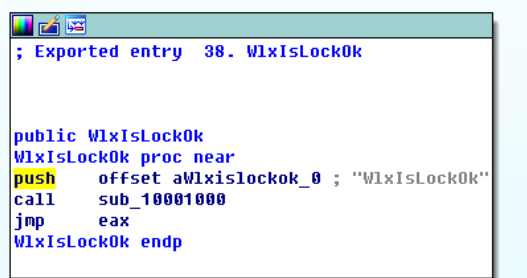 ; Exported entry  38. WlxIsLockOk
public WlxIsLockOk
WlxIsLockOk proc near
push    offset aWlxislockok_0 ; "WlxIsLockOk"
call    sub_10001000
jmp     eax
WlxIsLockOk endp